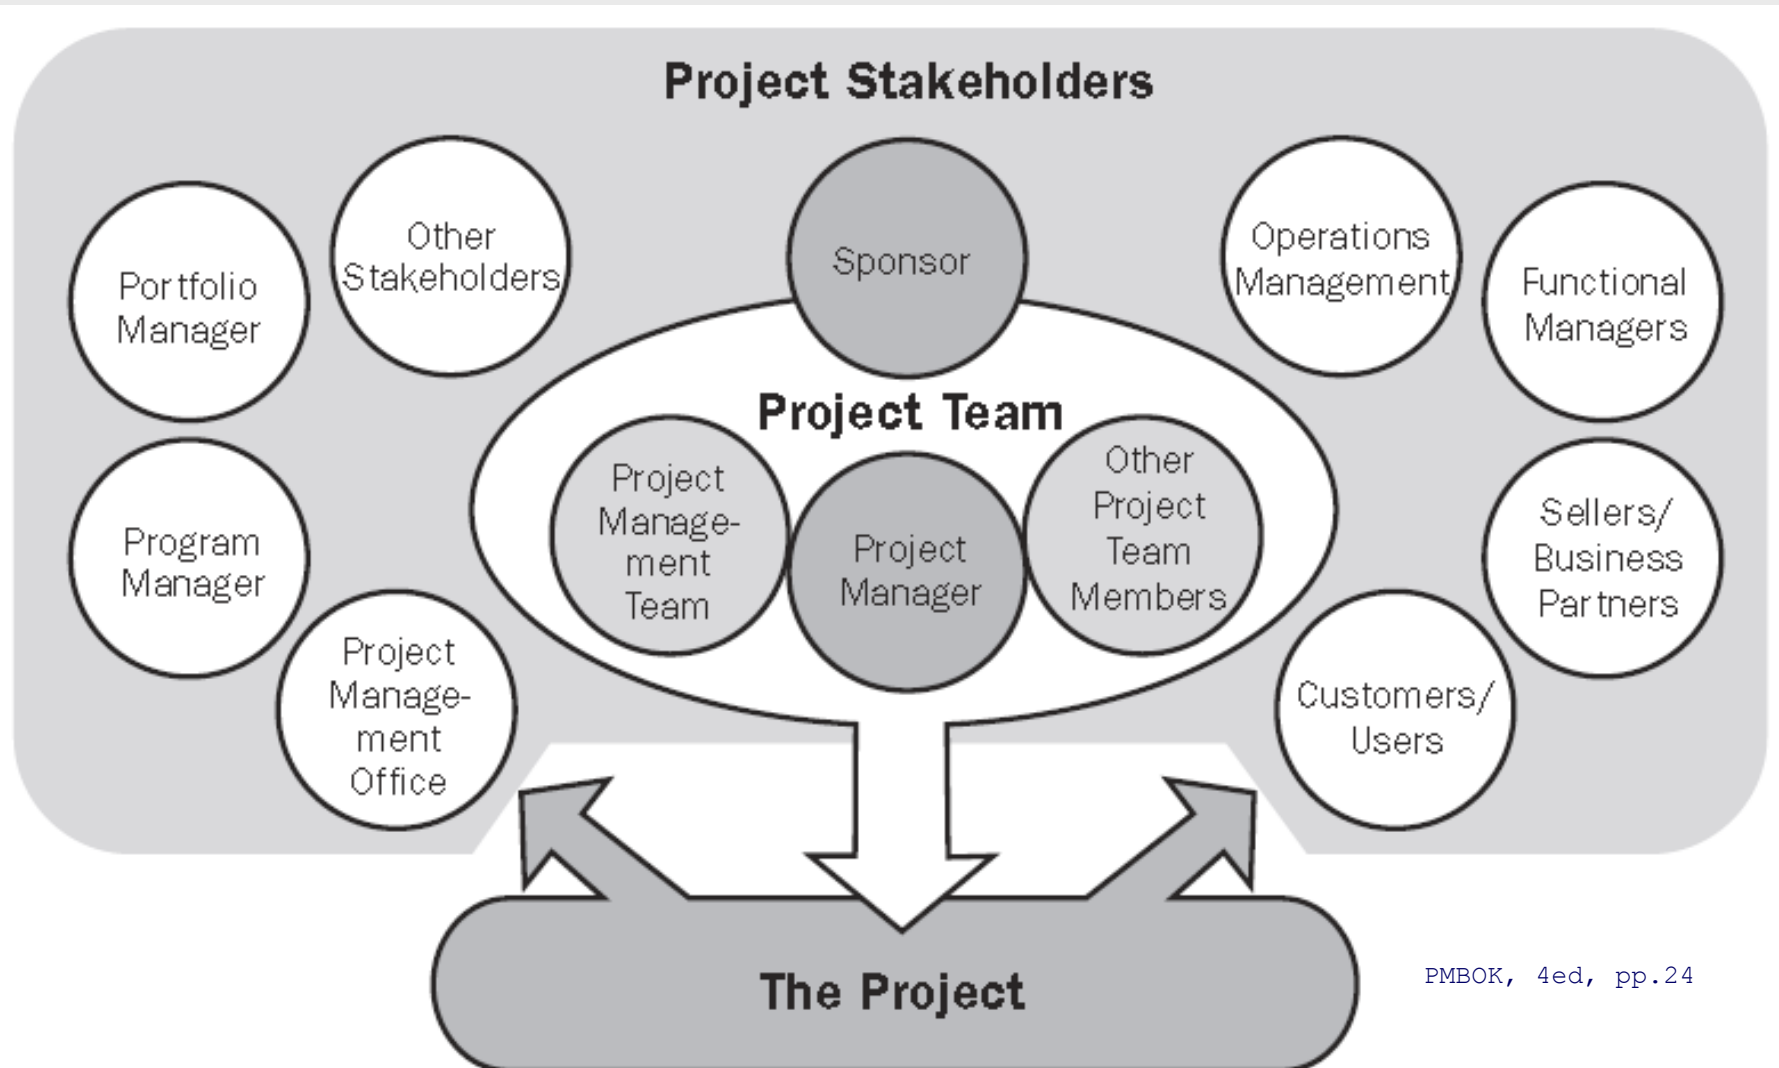 Project Stakeholders
Portfolio
Manager
Other
Stakeholders
Sponsor
Operations
Management
Functional
Managers
Project Team
Project
Manage-
ment
Team
Project
Manager
Other
Project
Team
Members
Program
Manager
Sellers/
Business
Partners
Project
Manage-
ment
Office
Customers/
Users
The Project
PMBOK, 4ed, pp.24